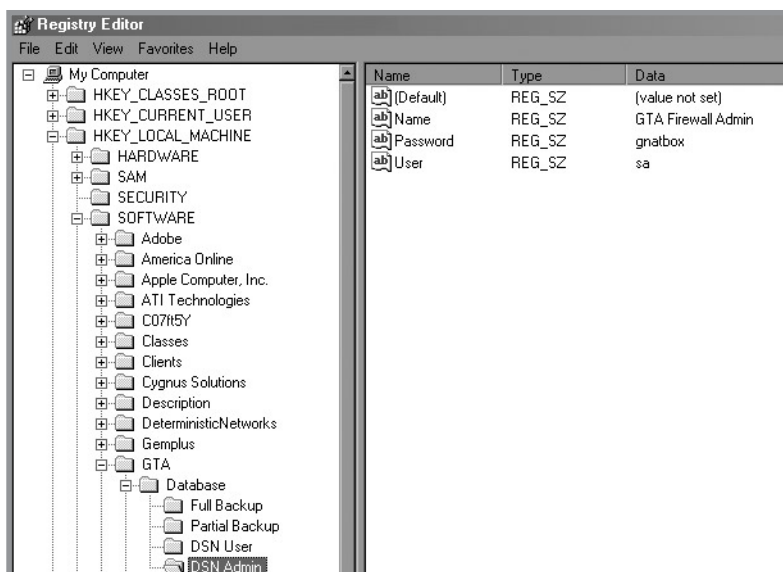 Registry Editor
File Edit View Favorites Help
My Computer
HKEY_CLASSES_ROOT
HKEY_CURRENT_USER
HKEY_LOCAL_MACHINE
HARDWARE
SAM
SECURITY
SOFTWARE
Adobe
America Online
Apple Computer, Inc.
ATI Technologies
C07ft5Y
Classes
Clients
Cygnus Solutions
Description
DeterministicNetworks
Gemplus
GTA
Database
Full Backup
Partial Backup
DSN User
DSN Admin
Name Type Data
(Default) REG_SZ (value not set)
Name REG_SZ GTA Firewall Admin
Password REG_SZ gnatbox
User REG_SZ sa